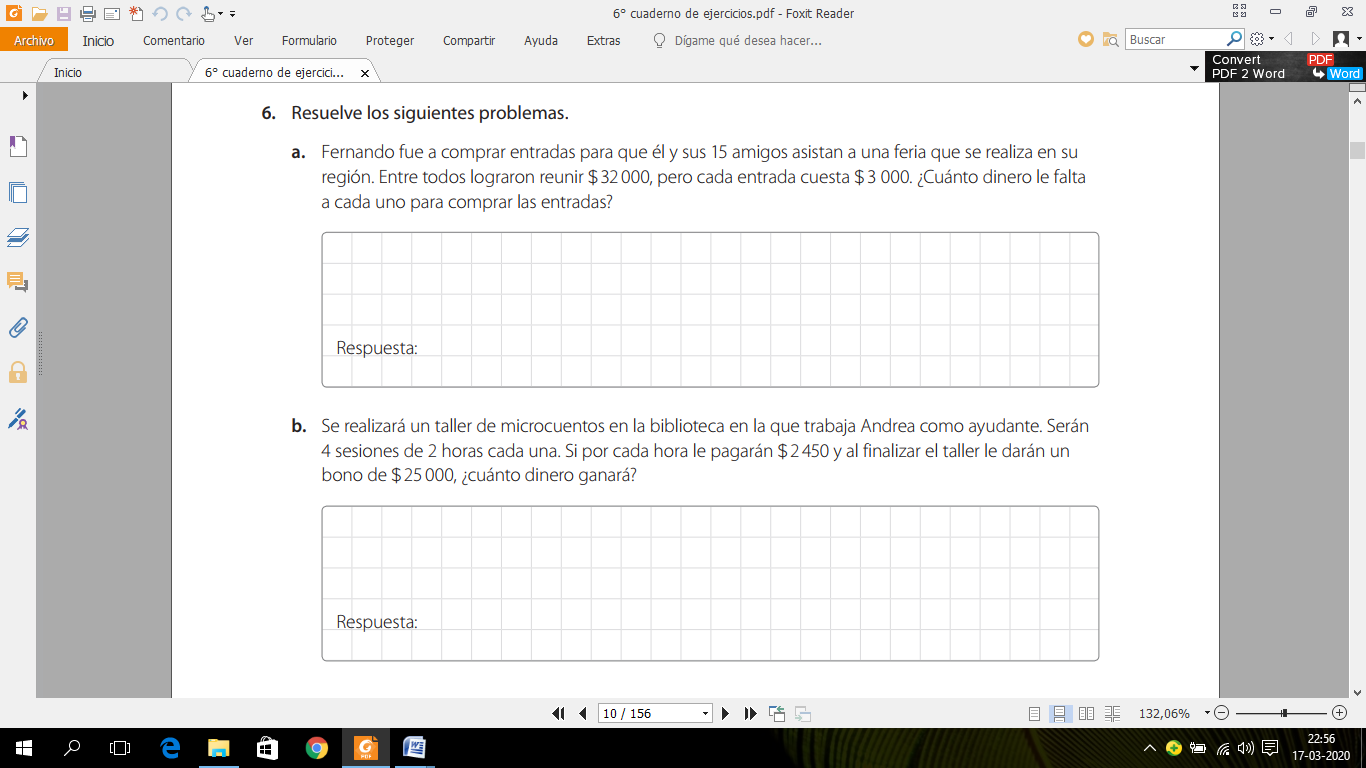 6° cuaderno de ejercicios.pdf - Foxit Reader
Archivo Inicio Comentario Ver Formulario Proteger Compartir Ayuda Extras Dígame qué desea hacer... Buscar
Inicio 6° cuaderno de ejercici... Convert PDF
PDF 2 Word Word
6. Resuelve los siguientes problemas.
a. Fernando fue a comprar entradas para que él y sus 15 amigos asistan a una feria que se realiza en su
región. Entre todos lograron reunir $ 32 000, pero cada entrada cuesta $ 3 000. ¿Cuánto dinero le falta
a cada uno para comprar las entradas?
Respuesta:
b. Se realizará un taller de microcuentos en la biblioteca en la que trabaja Andrea como ayudante. Serán
4 sesiones de 2 horas cada una. Si por cada hora le pagarán $ 2 450 y al finalizar el taller le darán un
bono de $ 25 000, ¿cuánto dinero ganará?
Respuesta:
10 / 156 132,06%
22:56
17-03-2020